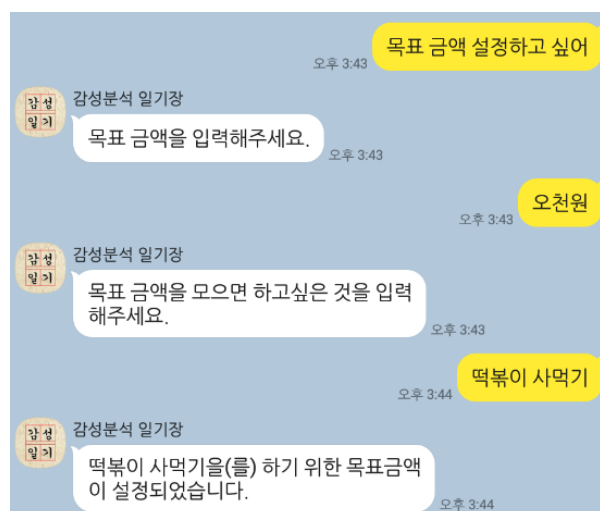 목표 금액 설정하고 싶어
오후 3:43
감성
일기
감성분석 일기장
목표 금액을 입력해주세요.
오후 3:43
오천원
오후 3:43
감성
일기
감성분석 일기장
목표 금액을 모으면 하고싶은 것을 입력
해주세요.
오후 3:43
떡볶이 사먹기
오후 3:44
감성
일기
감성분석 일기장
떡볶이 사먹기을(를) 하기 위한 목표금액
이 설정되었습니다.
오후 3:44